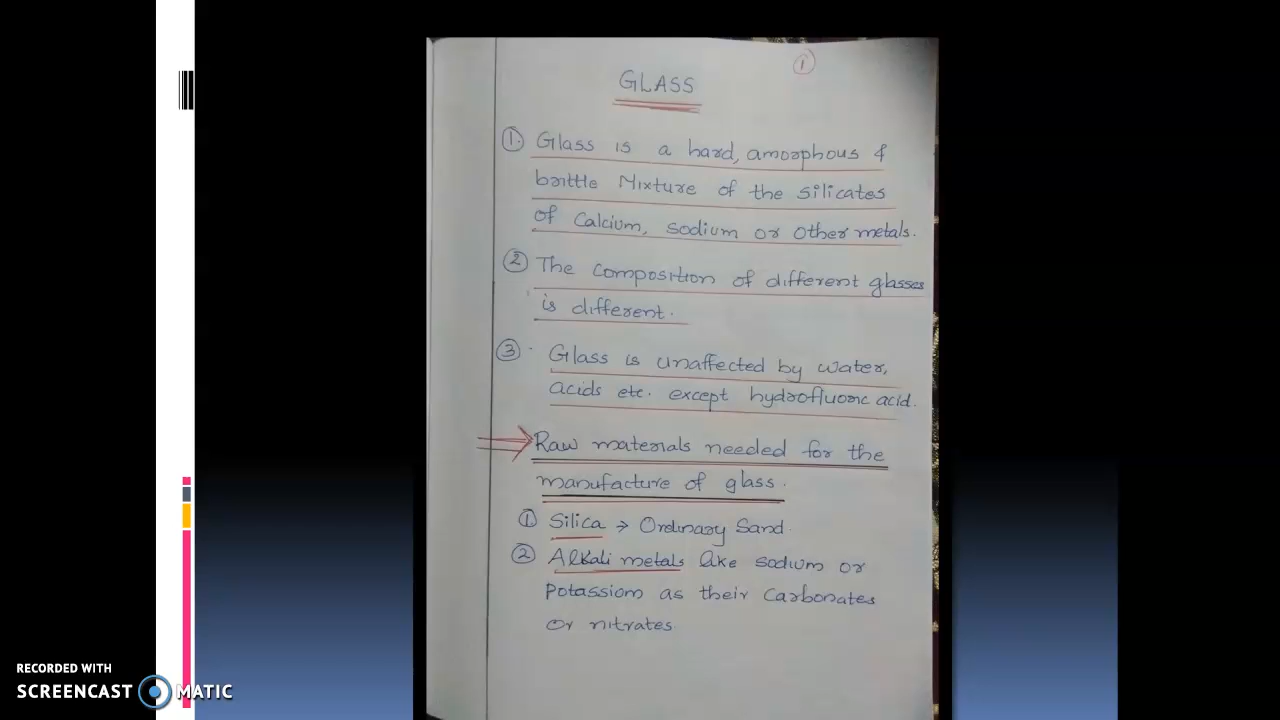 ①
GLASS
①. Glass is a hard, amorphous &
brittle Mixture of the silicates
of Calcium, sodium or other metals.
② The composition of different glasses
is different.
③ Glass is unaffected by water,
acids etc. except hydrofluoric acid.
⇒ Raw materials needed for the
manufacture of glass.
① Silica → Ordinary Sand.
② Alkali metals like sodium or
Potassiom as their Carbonates
or nitrates
RECORDED WITH
SCREENCAST MATIC